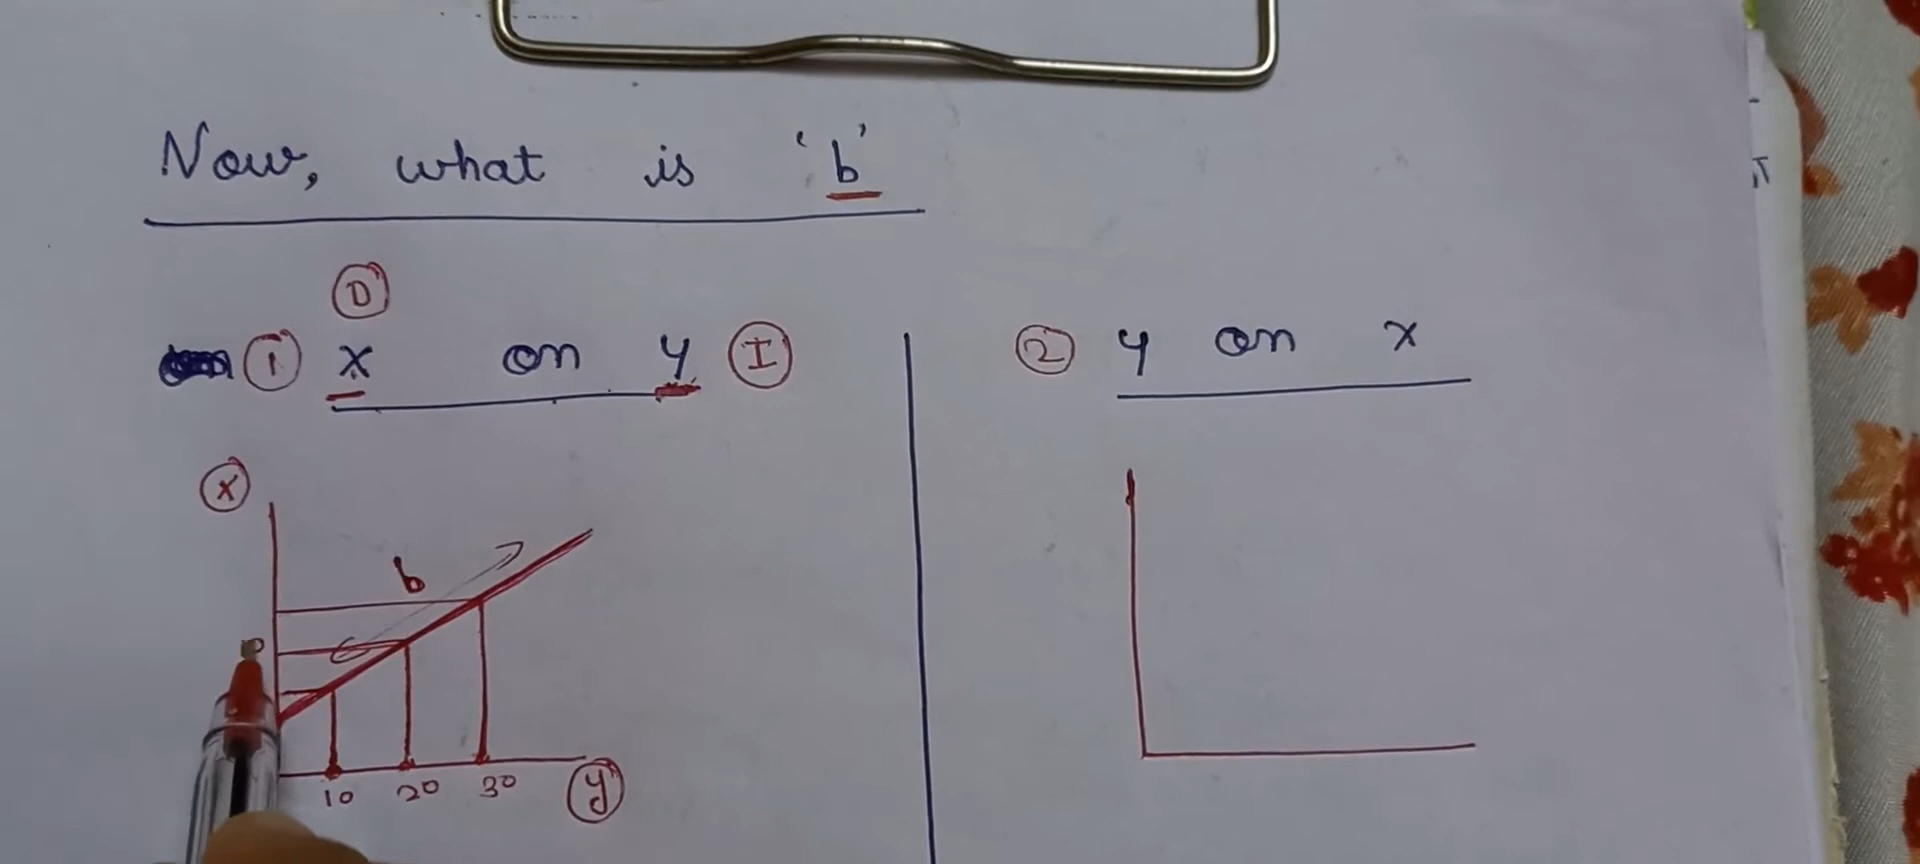 Now, what is 'b'
D
1 x on y I
2 y on x
X
b
10 20 30 y